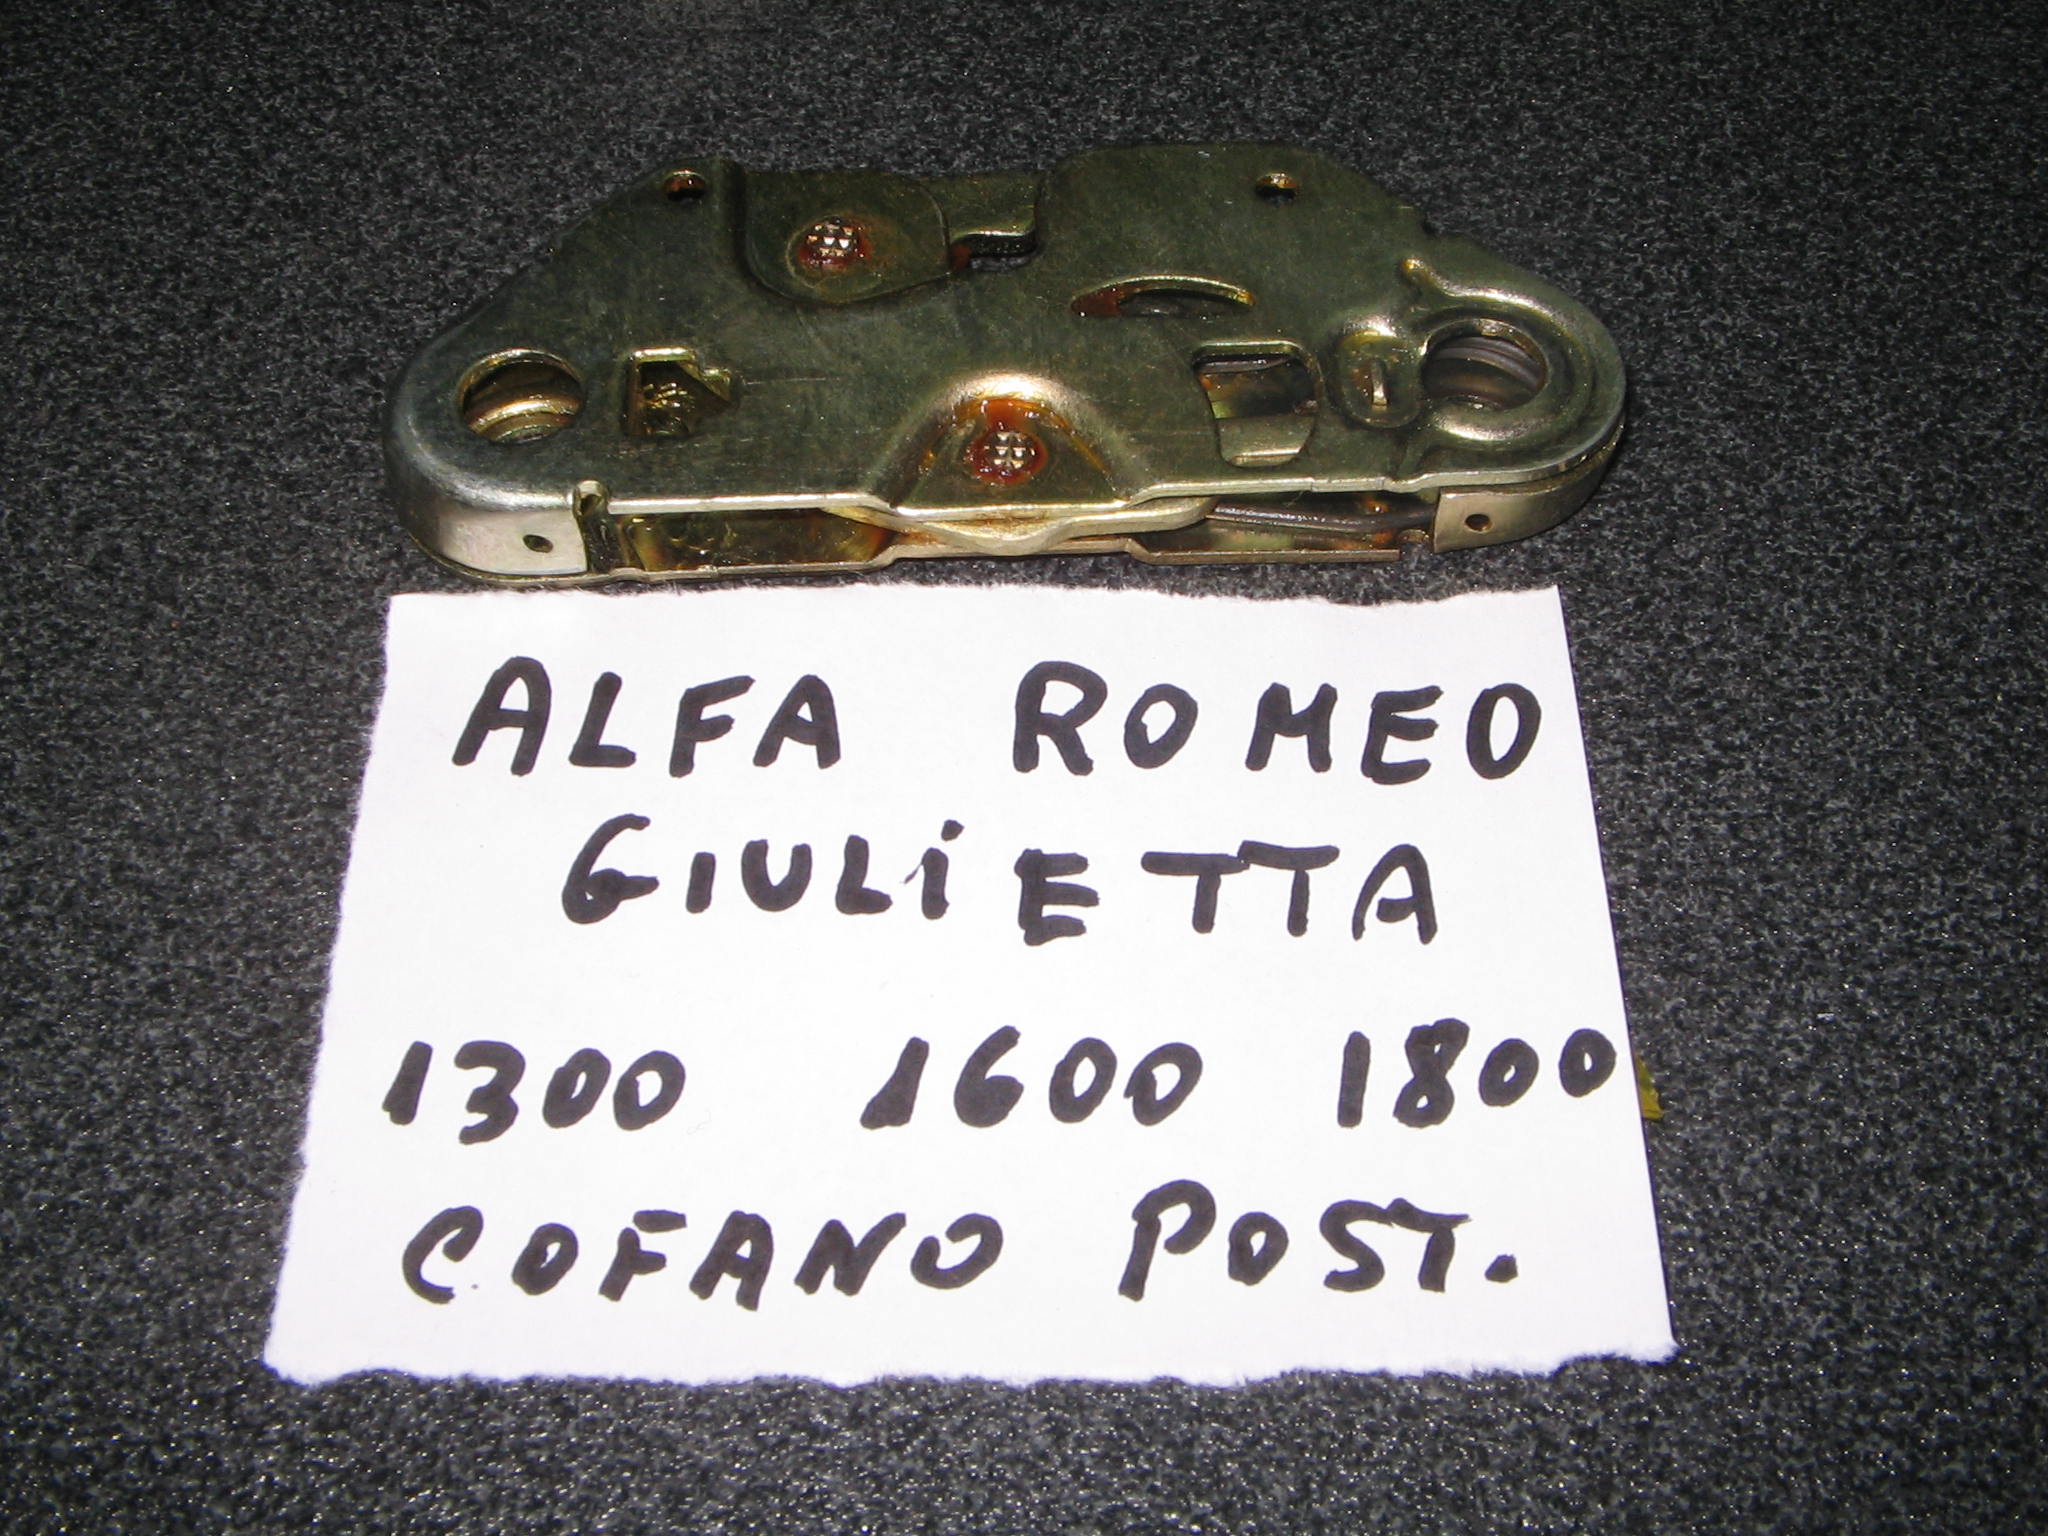 ALFA ROMEO
GIULiETTA
1300 1600 1800
COFANO POST.